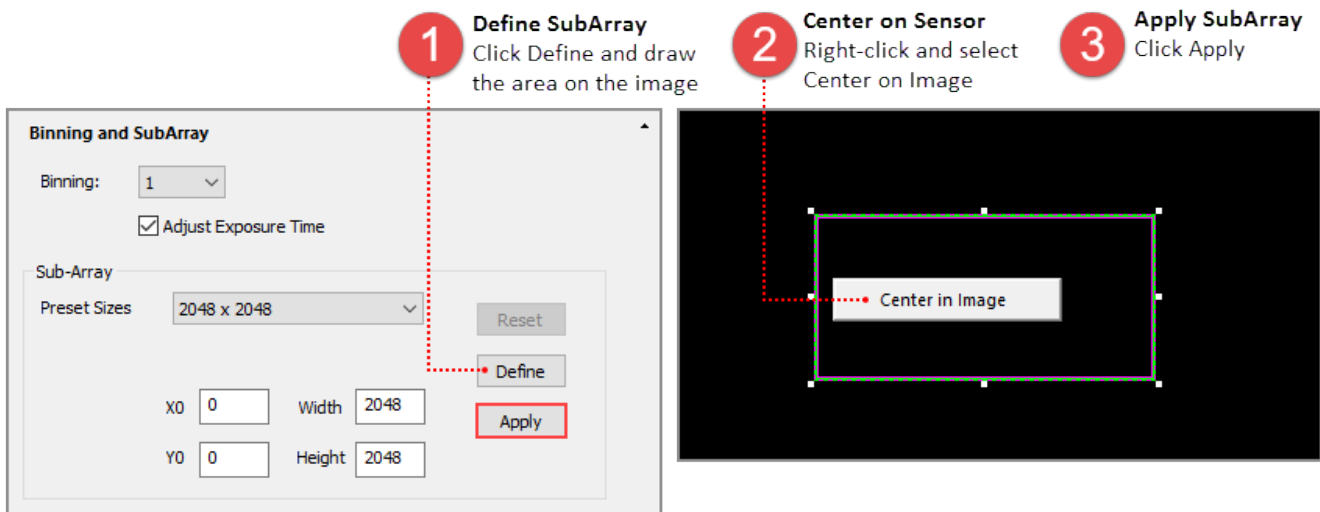 1
Define SubArray
Click Define and draw
the area on the image
2
Center on Sensor
Right-click and select
Center on Image
3
Apply SubArray
Click Apply
Binning and SubArray
Binning: 1
Adjust Exposure Time
Sub-Array
Preset Sizes 2048 x 2048
Reset
Define
X0 0 Width 2048
Apply
Y0 0 Height 2048
Center in Image